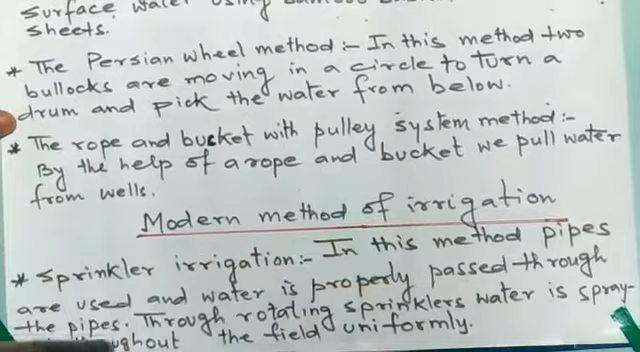 surface water using
sheets.
* The Persian wheel method:- In this method two
bullocks are moving in a circle to turn a
drum and pick the water from below.
* The rope and bucket with pulley system method:-
By the help of a rope and bucket we pull water
from wells.
Modern method of irrigation
* Sprinkler irrigation:- In this method pipes
are used and water is properly passed through
the pipes. Through rotating sprinklers water is spray-
the field uniformly.